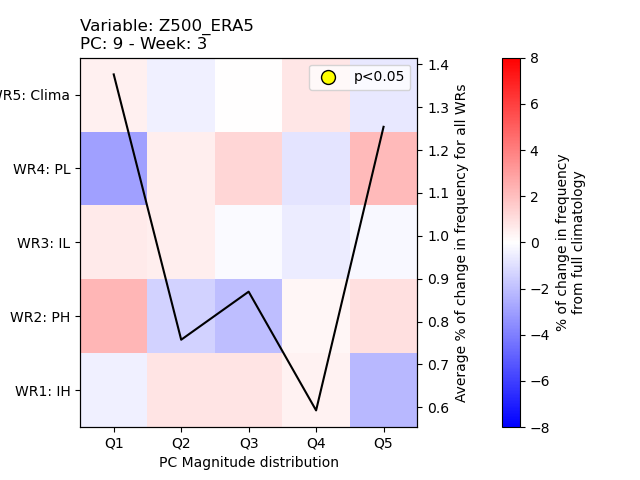 Variable: Z500_ERA5
PC: 9 - Week: 3
p<0.05
WR5: Clima
WR4: PL
WR3: IL
WR2: PH
WR1: IH
Q1 Q2 Q3 Q4 Q5
PC Magnitude distribution
1.4
1.3
1.2
1.1
1.0
0.9
0.8
0.7
0.6
Average % of change in frequency for all WRs
8
6
4
2
0
−2
−4
−6
−8
% of change in frequency
from full climatology